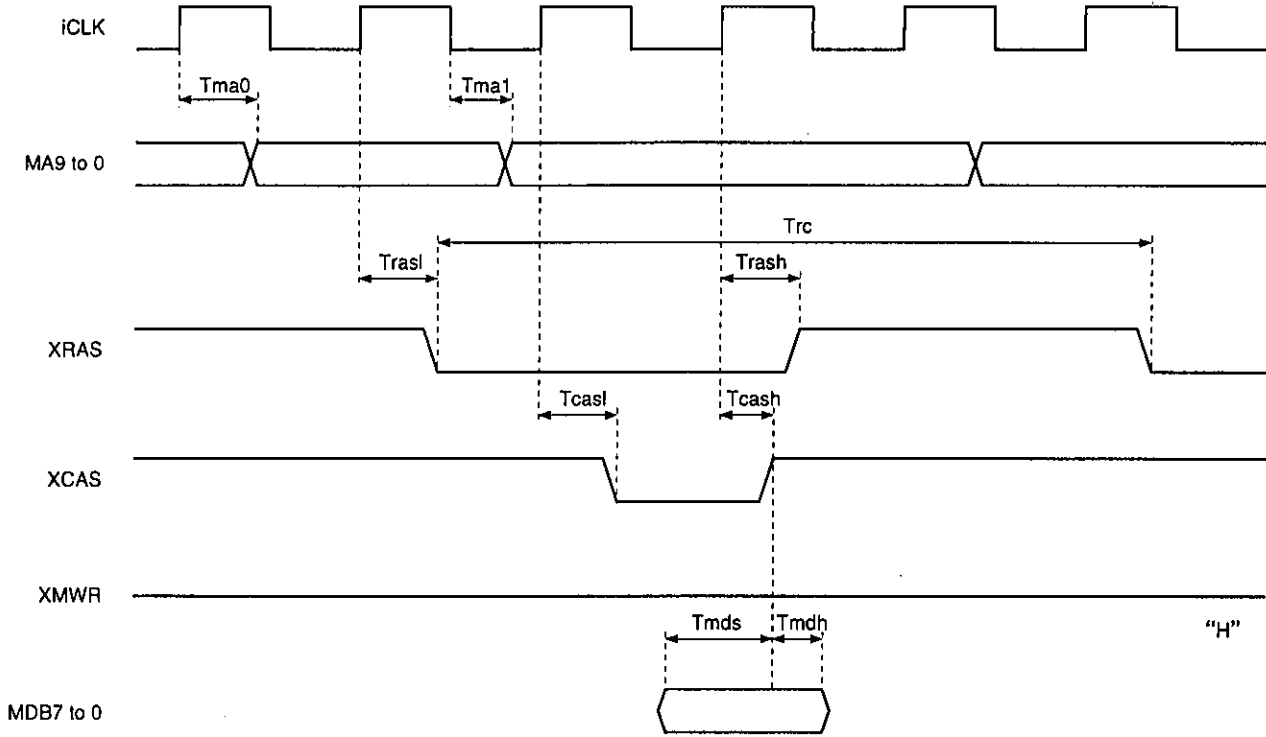 iCLK
Tma0
Tma1
MA9 to 0
Trc
Trasl
Trash
XRAS
Tcasl
Tcash
XCAS
XMWR
Tmds
Tmdh
“H”
MDB7 to 0